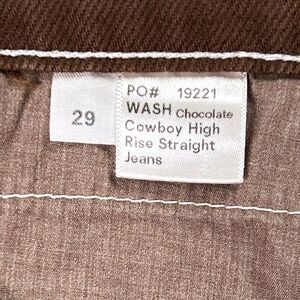 29
PO# 19221
WASH Chocolate
Cowboy High
Rise Straight
Jeans